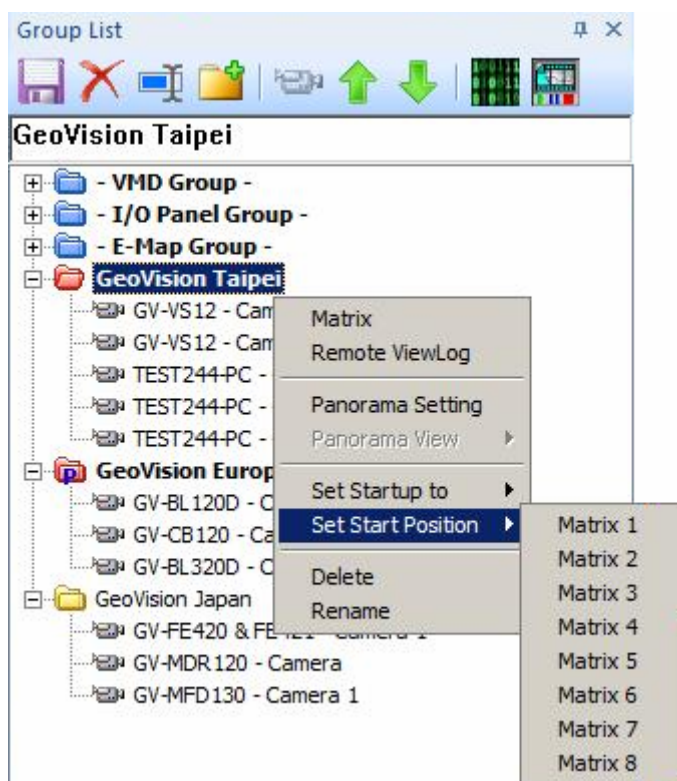 Group List
GeoVision Taipei
- VMD Group -
- I/O Panel Group -
- E-Map Group -
GeoVision Taipei
GV-VS12 - Cam
GV-VS12 - Cam
TEST244-PC -
TEST244-PC -
TEST244-PC -
GeoVision Europ
GV-BL120D - C
GV-CB120 - Ca
GV-BL320D - C
GeoVision Japan
GV-FE420 & FE421 - Camera 1
GV-MDR120 - Camera
GV-MFD130 - Camera 1
Matrix
Remote ViewLog
Panorama Setting
Panorama View
Set Startup to
Set Start Position
Delete
Rename
Matrix 1
Matrix 2
Matrix 3
Matrix 4
Matrix 5
Matrix 6
Matrix 7
Matrix 8